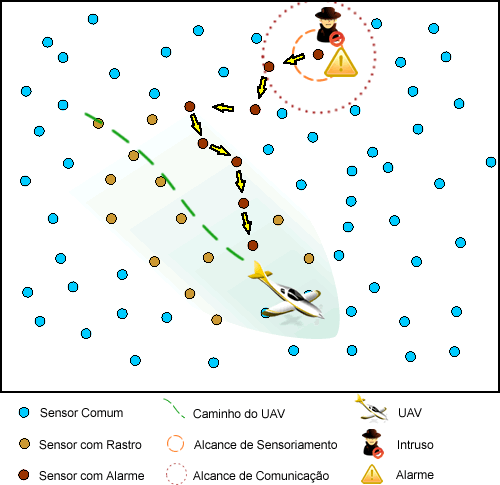 Sensor Comum
Caminho do UAV
UAV
Sensor com Rastro
Alcance de Sensoriamento
Intruso
Sensor com Alarme
Alcance de Comunicação
Alarme